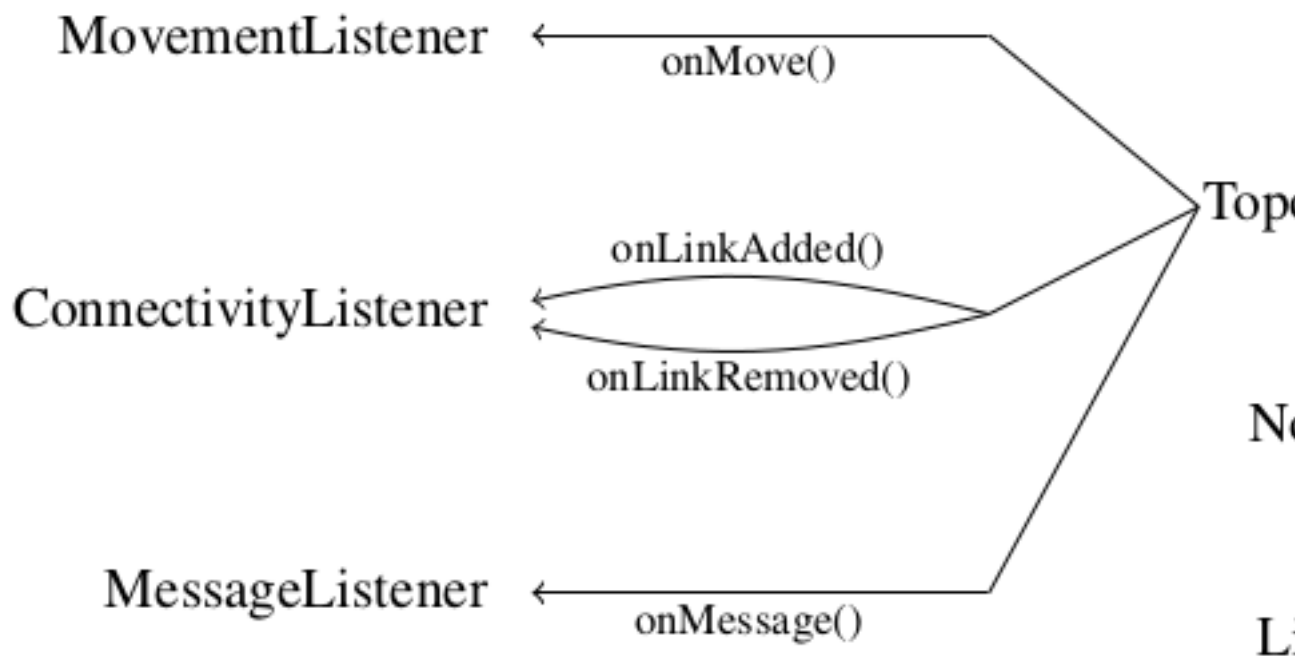 MovementListener
onMove()
onLinkAdded()
ConnectivityListener
onLinkRemoved()
MessageListener
onMessage()